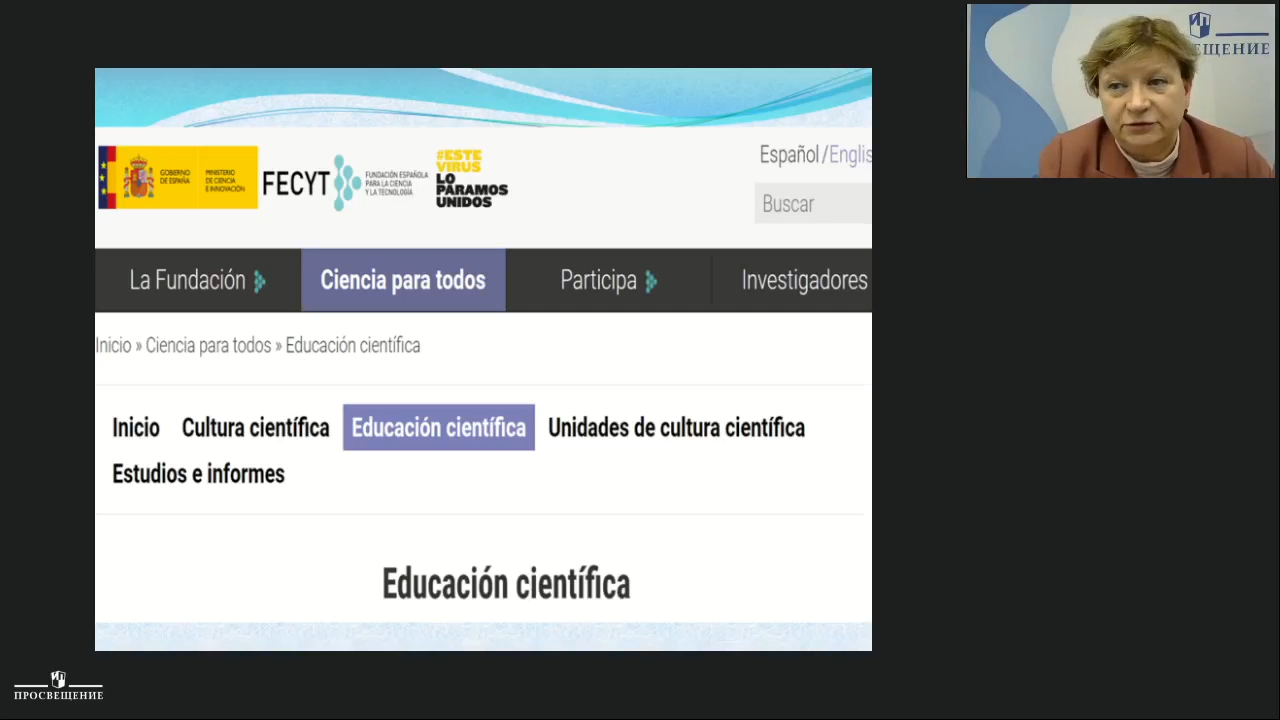 ЕЩЕНИЕ
GOBIERNO
DE ESPAÑA
MINISTERIO
DE CIENCIA
E INNOVACIÓN
FECYT
FUNDACIÓN ESPAÑOLA
PARA LA CIENCIA
Y LA TECNOLOGÍA
#ESTE
VIRUS
LO
PARAMOS
UNIDOS
Español/Englis
Buscar
La Fundación
Ciencia para todos
Participa
Investigadores
Inicio » Ciencia para todos » Educación científica
Inicio Cultura científica Educación científica Unidades de cultura científica
Estudios e informes
Educación científica
ПРОСВЕЩЕНИЕ